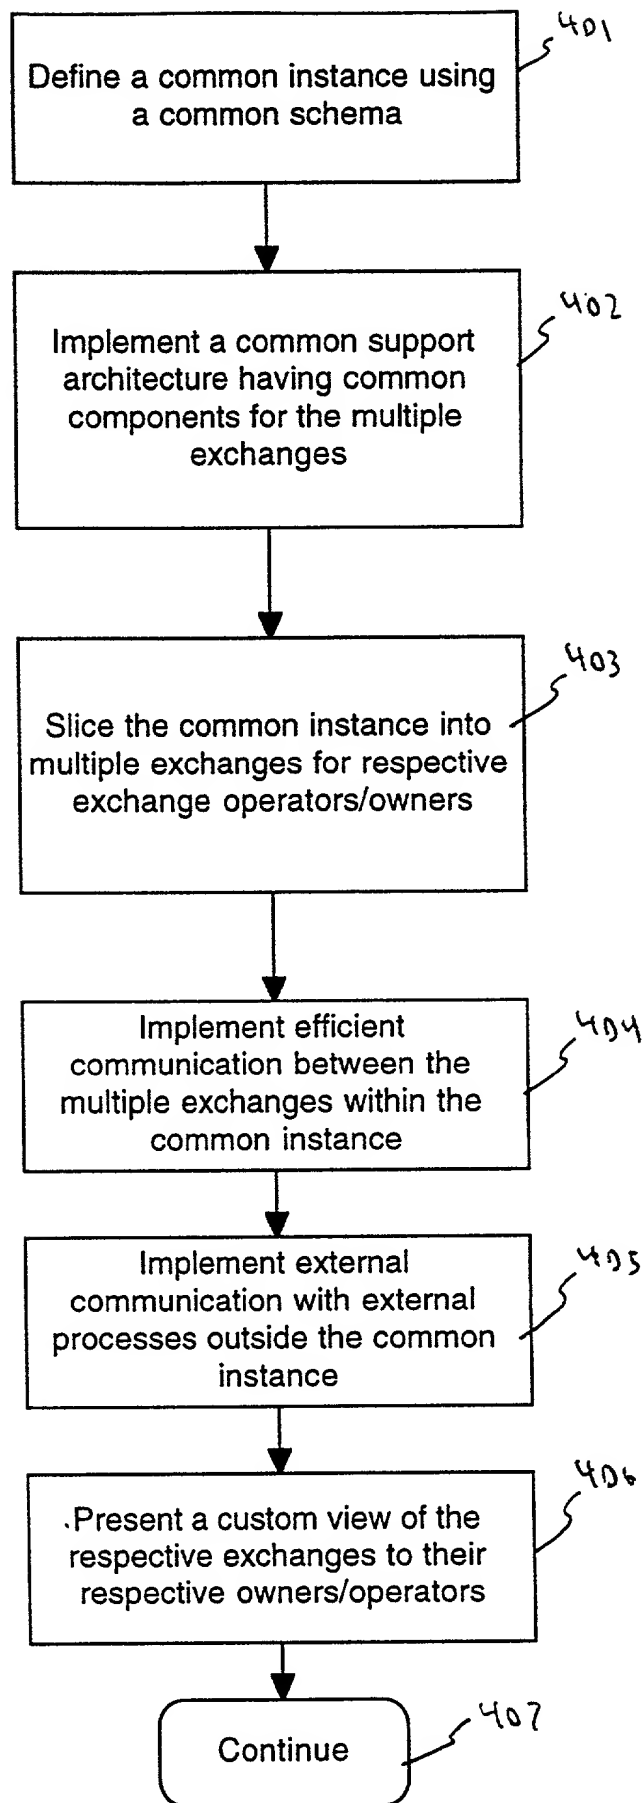 Define a common instance using
a common schema
401
Implement a common support
architecture having common
components for the multiple
exchanges
402
Slice the common instance into
multiple exchanges for respective
exchange operators/owners
403
Implement efficient
communication between the
multiple exchanges within the
common instance
404
Implement external
communication with external
processes outside the common
instance
405
Present a custom view of the
respective exchanges to their
respective owners/operators
406
Continue
407